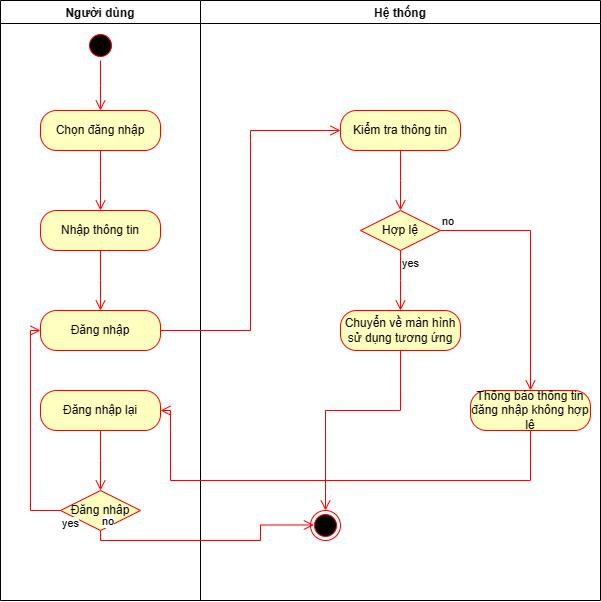 Người dùng
Hệ thống
Chọn đăng nhập
Kiểm tra thông tin
Nhập thông tin
Hợp lệ
no
yes
Đăng nhập
Chuyển về màn hình
sử dụng tương ứng
Đăng nhập lại
Thông báo thông tin
đăng nhập không hợp
lệ
Đăng nhập
yes
no